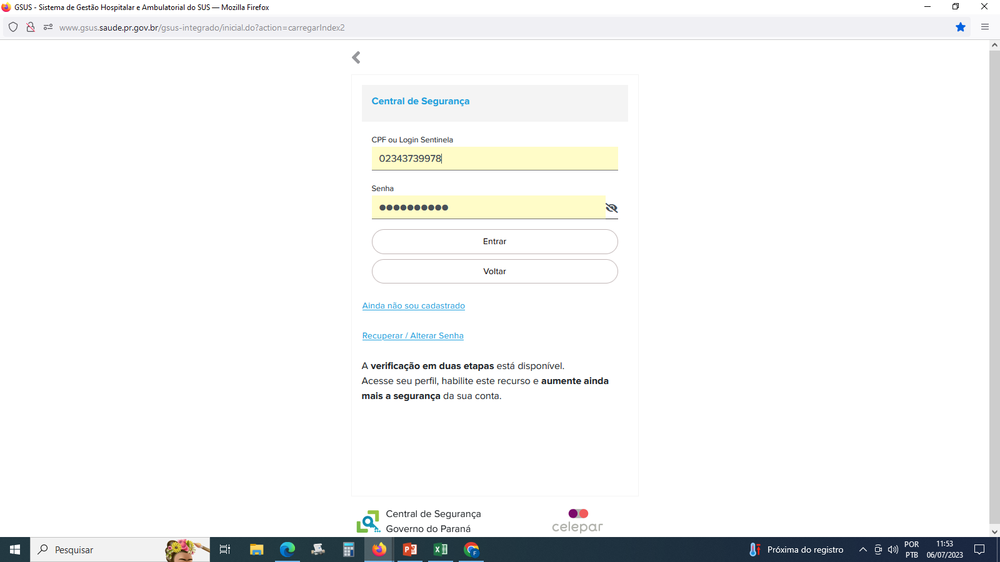 GSUS - Sistema de Gestão Hospitalar e Ambulatorial do SUS — Mozilla Firefox
www.gsus.saude.pr.gov.br/gsus-integrado/inicial.do?action=carregarIndex2
Central de Segurança
CPF ou Login Sentinela
02343739978
Senha
Entrar
Voltar
Ainda não sou cadastrado
Recuperar / Alterar Senha
A verificação em duas etapas está disponível.
Acesse seu perfil, habilite este recurso e aumente ainda
mais a segurança da sua conta.
Central de Segurança
Governo do Paraná
celepar
Pesquisar
Próxima do registro
POR
PTB
11:53
06/07/2023